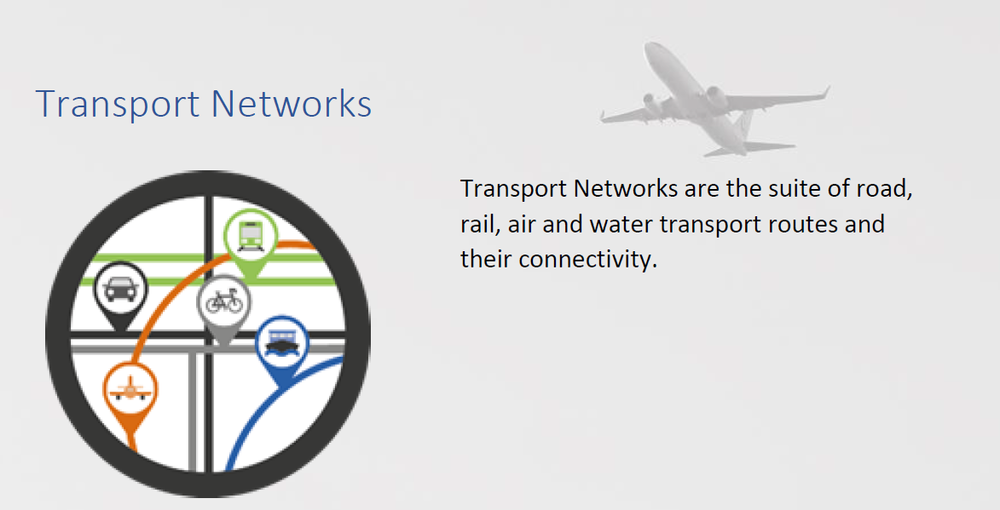 Transport Networks
Transport Networks are the suite of road,
rail, air and water transport routes and
their connectivity.